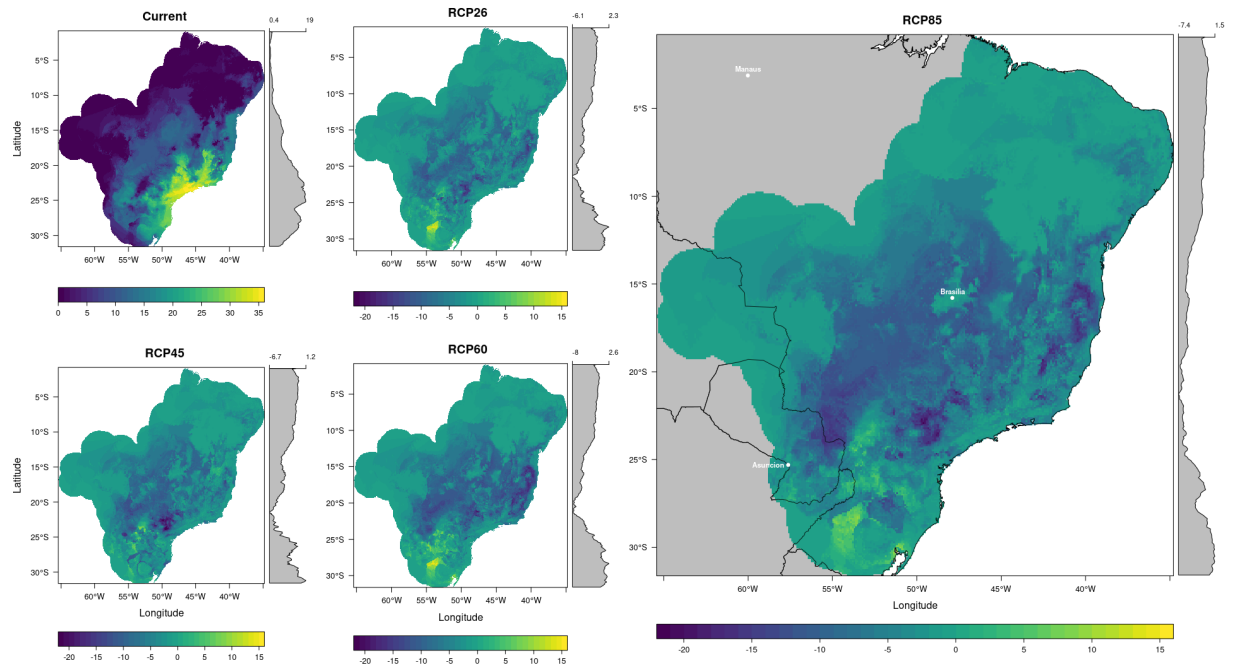 Current
0.4 19
5°S
10°S
15°S
20°S
25°S
30°S
Latitude
60°W 55°W 50°W 45°W 40°W
0 5 10 15 20 25 30 35
RCP26
-6.1 2.3
5°S
10°S
15°S
20°S
25°S
30°S
60°W 55°W 50°W 45°W 40°W
-20 -15 -10 -5 0 5 10 15
RCP45
-6.7 1.2
5°S
10°S
15°S
20°S
25°S
30°S
Latitude
60°W 55°W 50°W 45°W 40°W
Longitude
-20 -15 -10 -5 0 5 10 15
RCP60
-8 2.6
5°S
10°S
15°S
20°S
25°S
30°S
60°W 55°W 50°W 45°W 40°W
Longitude
-20 -15 -10 -5 0 5 10 15
RCP85
-7.4 1.5
Manaus
5°S
10°S
15°S
Brasilia
20°S
25°S
Asuncion
30°S
60°W 55°W 50°W 45°W 40°W
Longitude
-20 -15 -10 -5 0 5 10 15